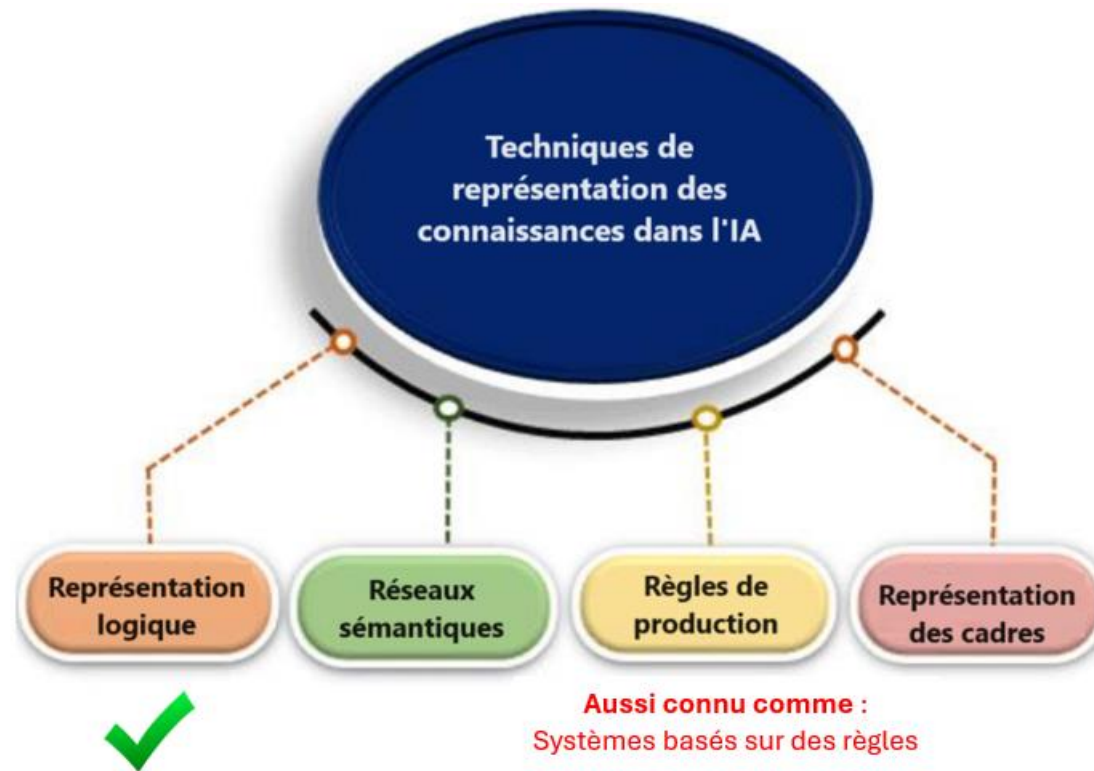 Techniques de
représentation des
connaissances dans l'IA
Représentation
logique
Réseaux
sémantiques
Règles de
production
Représentation
des cadres
Aussi connu comme :
Systèmes basés sur des règles